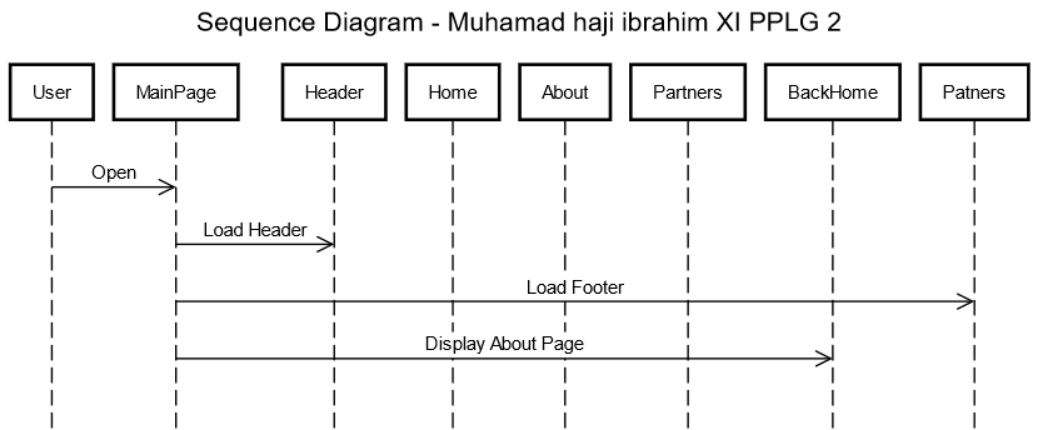 Sequence Diagram - Muhamad haji ibrahim XI PPLG 2
User MainPage Header Home About Partners BackHome Patners
Open
Load Header
Load Footer
Display About Page